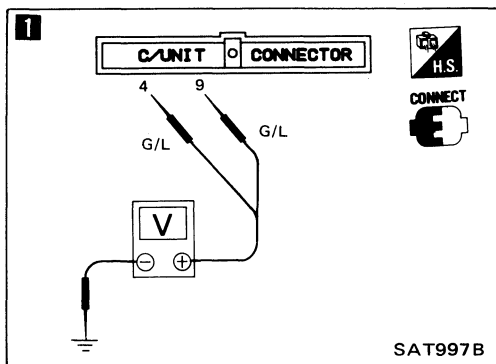 1
C/UNIT CONNECTOR
H.S.
CONNECT
4 9
G/L G/L
V
− +
SAT997B